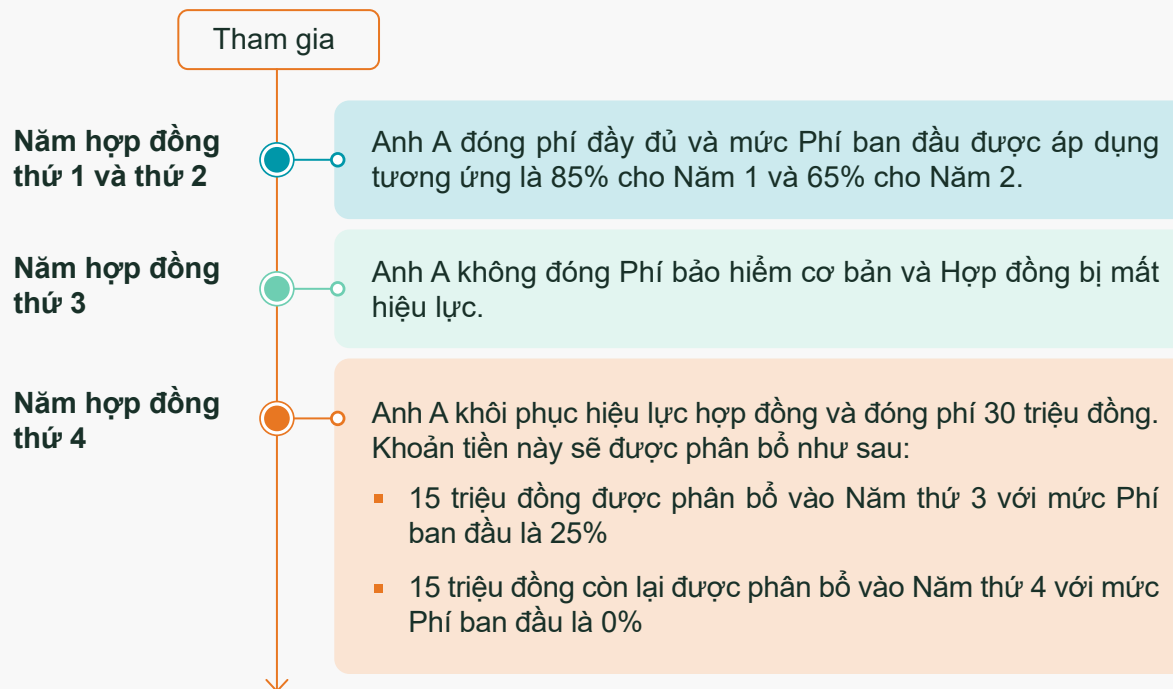 Tham gia
Năm hợp đồng
thứ 1 và thứ 2
Anh A đóng phí đầy đủ và mức Phí ban đầu được áp dụng
tương ứng là 85% cho Năm 1 và 65% cho Năm 2.
Năm hợp đồng
thứ 3
Anh A không đóng Phí bảo hiểm cơ bản và Hợp đồng bị mất
hiệu lực.
Năm hợp đồng
thứ 4
Anh A khôi phục hiệu lực hợp đồng và đóng phí 30 triệu đồng.
Khoản tiền này sẽ được phân bổ như sau:
▪ 15 triệu đồng được phân bổ vào Năm thứ 3 với mức Phí
ban đầu là 25%
▪ 15 triệu đồng còn lại được phân bổ vào Năm thứ 4 với mức
Phí ban đầu là 0%